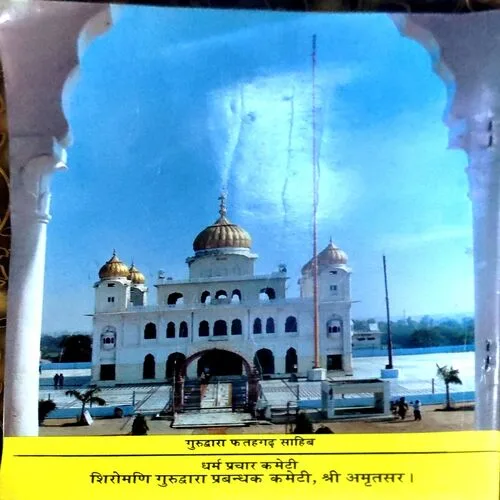 गुरुद्वारा फतहगढ़ साहिब
धर्म प्रचार कमेटी
शिरोमणि गुरुद्वारा प्रबन्धक कमेटी, श्री अमृतसर।